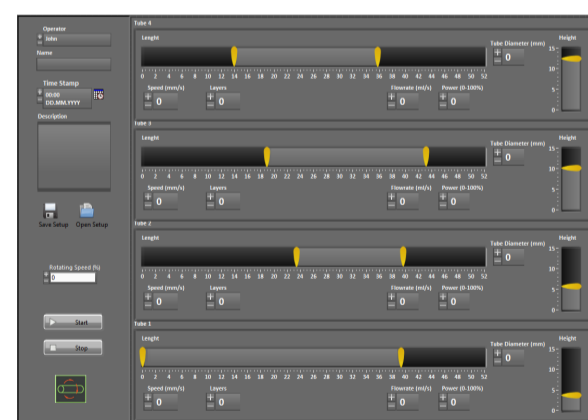 Operator
John
Name
Time Stamp
00:00
DD.MM.YYYY
Description
Save Setup Open Setup
Rotating Speed (%)
0
Start
Stop
Tube 4
Lenght
0 2 4 6 8 10 12 14 16 18 20 22 24 26 28 30 32 34 36 38 40 42 44 46 48 50 52
Speed (mm/s) Layers Flowrate (ml/s) Power (0-100%)
0 0 0 0
Tube Diameter (mm)
0
Height
15-
10-
5-
0-
Tube 3
Lenght
0 2 4 6 8 10 12 14 16 18 20 22 24 26 28 30 32 34 36 38 40 42 44 46 48 50 52
Speed (mm/s) Layers Flowrate (ml/s) Power (0-100%)
0 0 0 0
Tube Diameter (mm)
0
Height
15-
10-
5-
0-
Tube 2
Lenght
0 2 4 6 8 10 12 14 16 18 20 22 24 26 28 30 32 34 36 38 40 42 44 46 48 50 52
Speed (mm/s) Layers Flowrate (ml/s) Power (0-100%)
0 0 0 0
Tube Diameter (mm)
0
Height
15-
10-
5-
0-
Tube 1
Lenght
0 2 4 6 8 10 12 14 16 18 20 22 24 26 28 30 32 34 36 38 40 42 44 46 48 50 52
Speed (mm/s) Layers Flowrate (ml/s) Power (0-100%)
0 0 0 0
Tube Diameter (mm)
0
Height
15-
10-
5-
0-